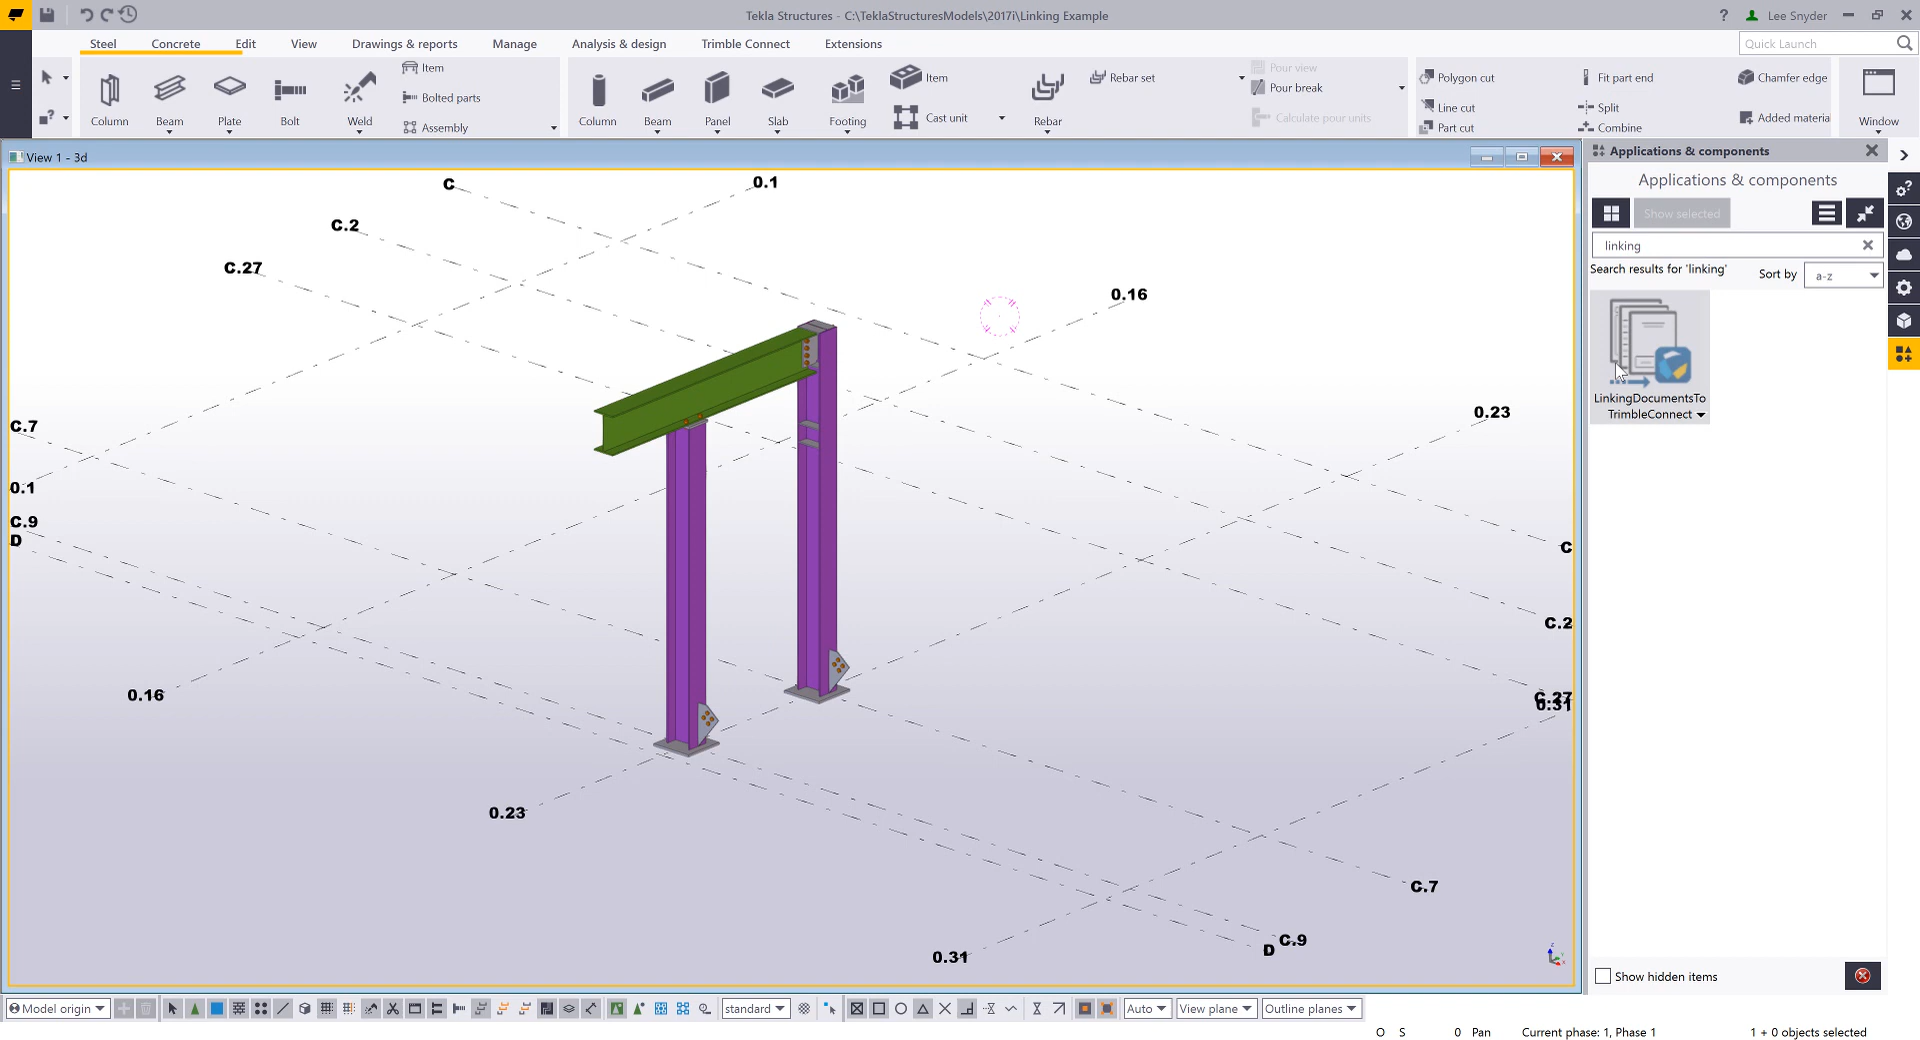 Tekla Structures - C:\TeklaStructuresModels\2017i\Linking Example
? Lee Snyder
Steel Concrete Edit View Drawings & reports Manage Analysis & design Trimble Connect Extensions
Quick Launch
Column
Beam
Plate
Bolt
Weld
Item
Bolted parts
Assembly
Column
Beam
Panel
Slab
Footing
Item
Cast unit
Rebar
Rebar set
Pour view
Pour break
Calculate pour units
Polygon cut
Line cut
Part cut
Fit part end
Split
Combine
Chamfer edge
Added materia
Window
View 1 - 3d
C
0.1
C.2
C.27
0.16
0.23
C.7
0.1
C.9
D
C
C.2
C.27
0.31
0.16
0.23
C.7
C.9
D
0.31
Applications & components
Applications & components
Show selected
linking
Search results for 'linking'
Sort by a-z
LinkingDocumentsTo
TrimbleConnect
Show hidden items
Model origin
standard
Auto
View plane
Outline planes
O S 0 Pan Current phase: 1, Phase 1 1 + 0 objects selected